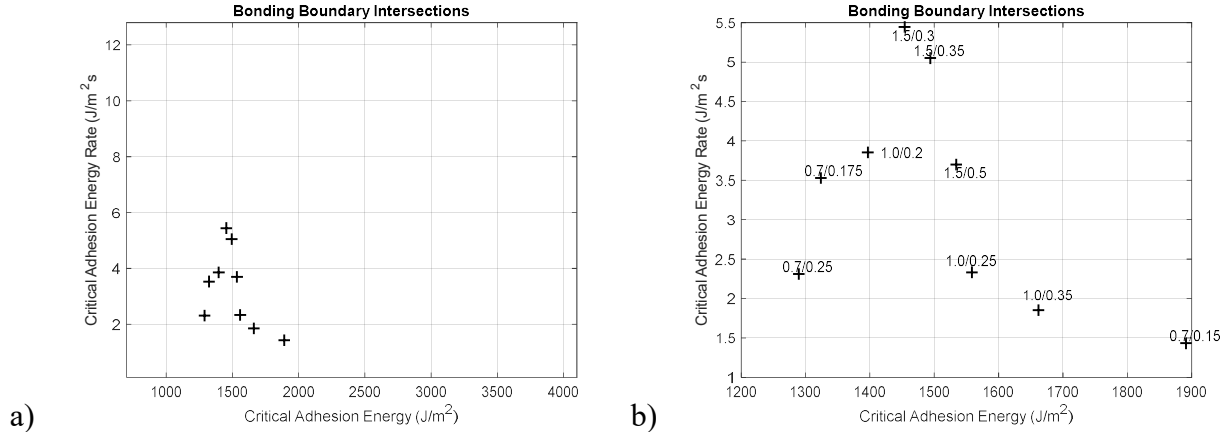 Bonding Boundary Intersections
12
10
8
6
4
2
Critical Adhesion Energy Rate (J/m² s)
1000 1500 2000 2500 3000 3500 4000
Critical Adhesion Energy (J/m²)
a)
Bonding Boundary Intersections
5.5
5
4.5
4
3.5
3
2.5
2
1.5
1
Critical Adhesion Energy Rate (J/m² s)
1.5/0.3
1.5/0.35
1.0/0.2
0.7/0.175
1.5/0.5
0.7/0.25
1.0/0.25
1.0/0.35
0.7/0.15
1200 1300 1400 1500 1600 1700 1800 1900
Critical Adhesion Energy (J/m²)
b)